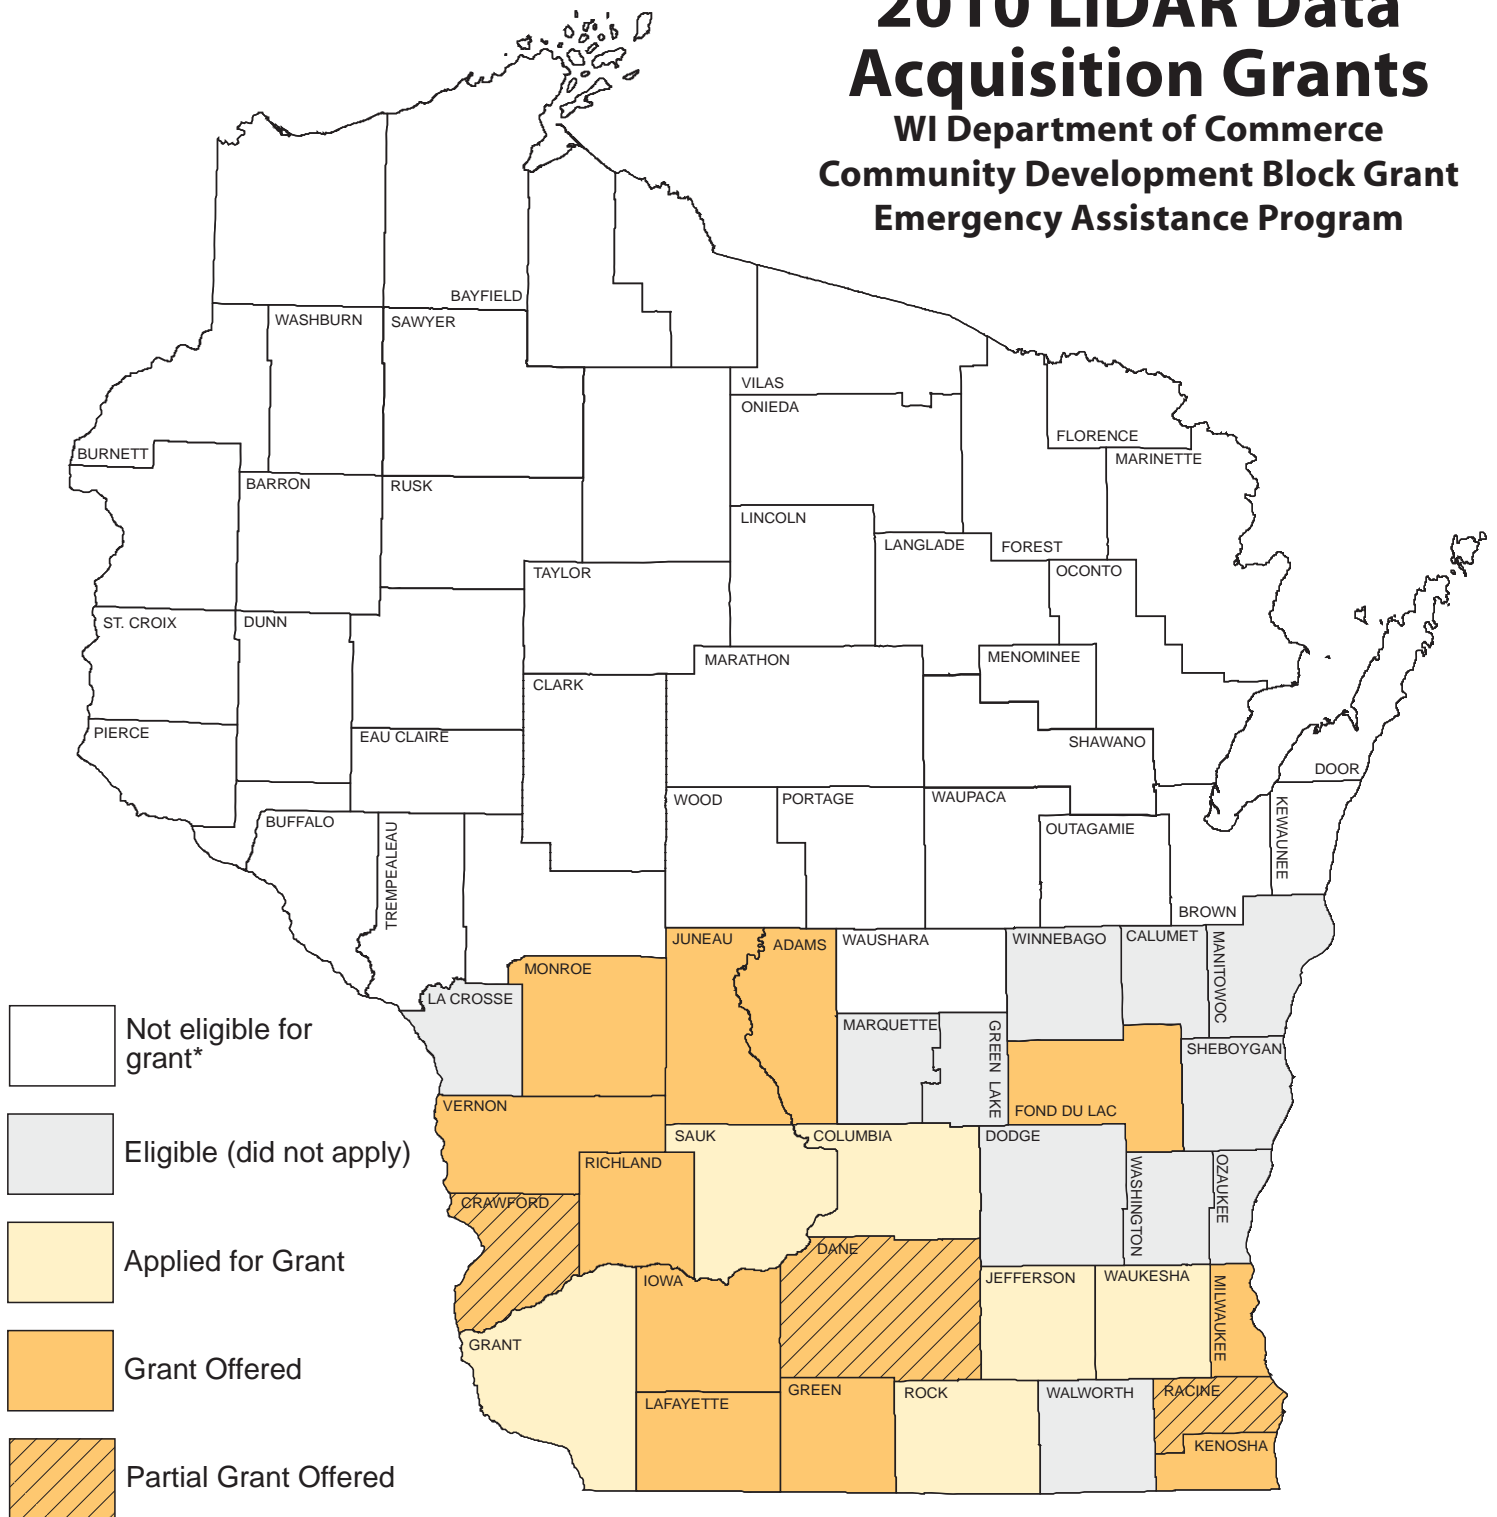 2010 LiDAR Data
Acquisition Grants
WI Department of Commerce
Community Development Block Grant
Emergency Assistance Program
BAYFIELD
WASHBURN
SAWYER
VILAS
ONIEDA
FLORENCE
BURNETT
MARINETTE
BARRON
RUSK
LINCOLN
LANGLADE
FOREST
TAYLOR
OCONTO
ST. CROIX
DUNN
MARATHON
MENOMINEE
CLARK
PIERCE
EAU CLAIRE
SHAWANO
DOOR
WOOD
PORTAGE
WAUPACA
KEWAUNEE
BUFFALO
TREMPEALEAU
OUTAGAMIE
BROWN
JUNEAU
ADAMS
WAUSHARA
WINNEBAGO
CALUMET
MANITOWOC
MONROE
LA CROSSE
MARQUETTE
GREEN LAKE
SHEBOYGAN
VERNON
FOND DU LAC
SAUK
COLUMBIA
DODGE
RICHLAND
WASHINGTON
OZAUKEE
CRAWFORD
DANE
IOWA
JEFFERSON
WAUKESHA
MILWAUKEE
GRANT
LAFAYETTE
GREEN
ROCK
WALWORTH
RACINE
KENOSHA
Not eligible for
grant*
Eligible (did not apply)
Applied for Grant
Grant Offered
Partial Grant Offered